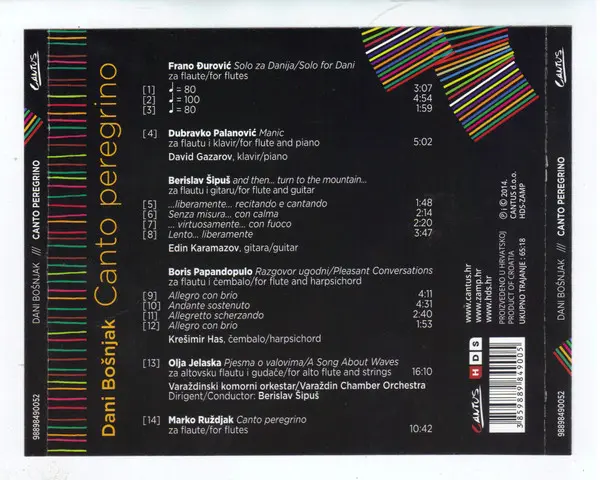 CANTUS
DANI BOŠNJAK /// CANTO PEREGRINO
98898490052
Dani Bošnjak Canto peregrino
Frano Đurović Solo za Danija/Solo for Dani
za flaute/for flutes
[1] ♩= 80 3:07
[2] ♩= 100 4:54
[3] ♩= 80 1:59
[4] Dubravko Palanović Manic
za flautu i klavir/for flute and piano 5:02
David Gazarov, klavir/piano
Berislav Šipuš and then... turn to the mountain...
za flautu i gitaru/for flute and guitar
[5] ...liberamente... recitando e cantando 1:48
[6] Senza misura... con calma 2:14
[7] ...virtuosamente... con fuoco 2:20
[8] Lento... liberamente 3:47
Edin Karamazov, gitara/guitar
Boris Papandopulo Razgovor ugodni/Pleasant Conversations
za flautu i čembalo/for flute and harpsichord
[9] Allegro con brio 4:11
[10] Andante sostenuto 4:31
[11] Allegretto scherzando 2:40
[12] Allegro con brio 1:53
Krešimir Has, čembalo/harpsichord
[13] Olja Jelaska Pjesma o valovima/A Song About Waves
za altovsku flautu i gudače/for alto flute and strings 16:10
Varaždinski komorni orkestar/Varaždin Chamber Orchestra
Dirigent/Conductor: Berislav Šipuš
[14] Marko Ruždjak Canto peregrino
za flaute/for flutes 10:42
CANTUS
HDS
www.cantus.hr
www.zamp.hr
www.hds.hr
PROIZVEDENO U HRVATSKOJ
PRODUCT OF CROATIA
UKUPNO TRAJANJE : 65:18
℗ i © 2014.
CANTUS d.o.o.
HDS-ZAMP
3 859889 849005
CANTUS
DANI BOŠNJAK /// CANTO PEREGRINO
98898490052